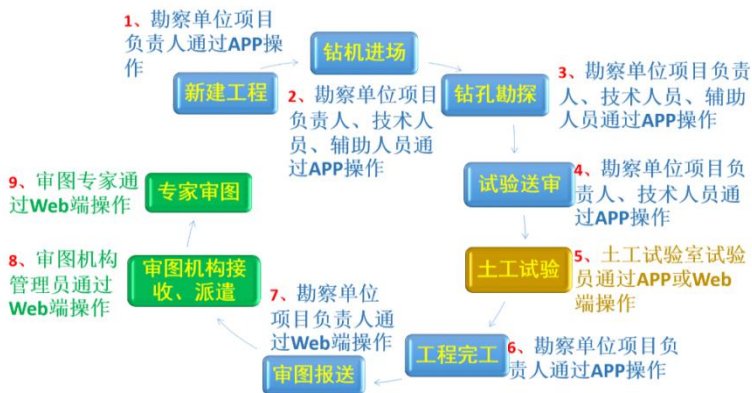 1、勘察单位项目
负责人通过APP操
作
新建工程
钻机进场
2、勘察单位项目
负责人、技术人
员、辅助人员通
过APP操作
钻孔勘探
3、勘察单位项目负责
人、技术人员、辅助
人员通过APP操作
试验送审
4、勘察单位项目负
责人、技术人员通
过APP操作
土工试验
5、土工试验室试验
员通过APP或Web
端操作
工程完工
6、勘察单位项目负
责人通过APP操作
审图报送
7、勘察单位
项目负责人通
过Web端操作
审图机构接
收、派遣
8、审图机构
管理员通过
Web端操作
专家审图
9、审图专家通
过Web端操作